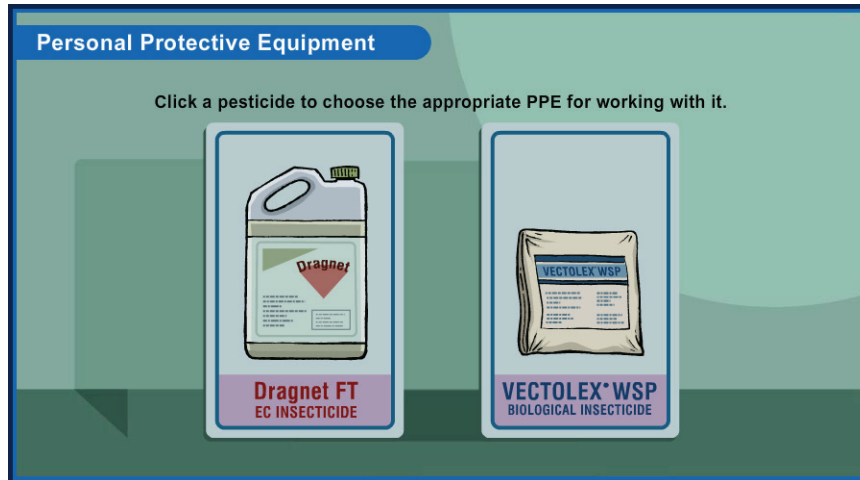 Personal Protective Equipment
Click a pesticide to choose the appropriate PPE for working with it.
Dragnet
Dragnet FT
EC INSECTICIDE
VECTOLEX WSP
VECTOLEX• WSP
BIOLOGICAL INSECTICIDE